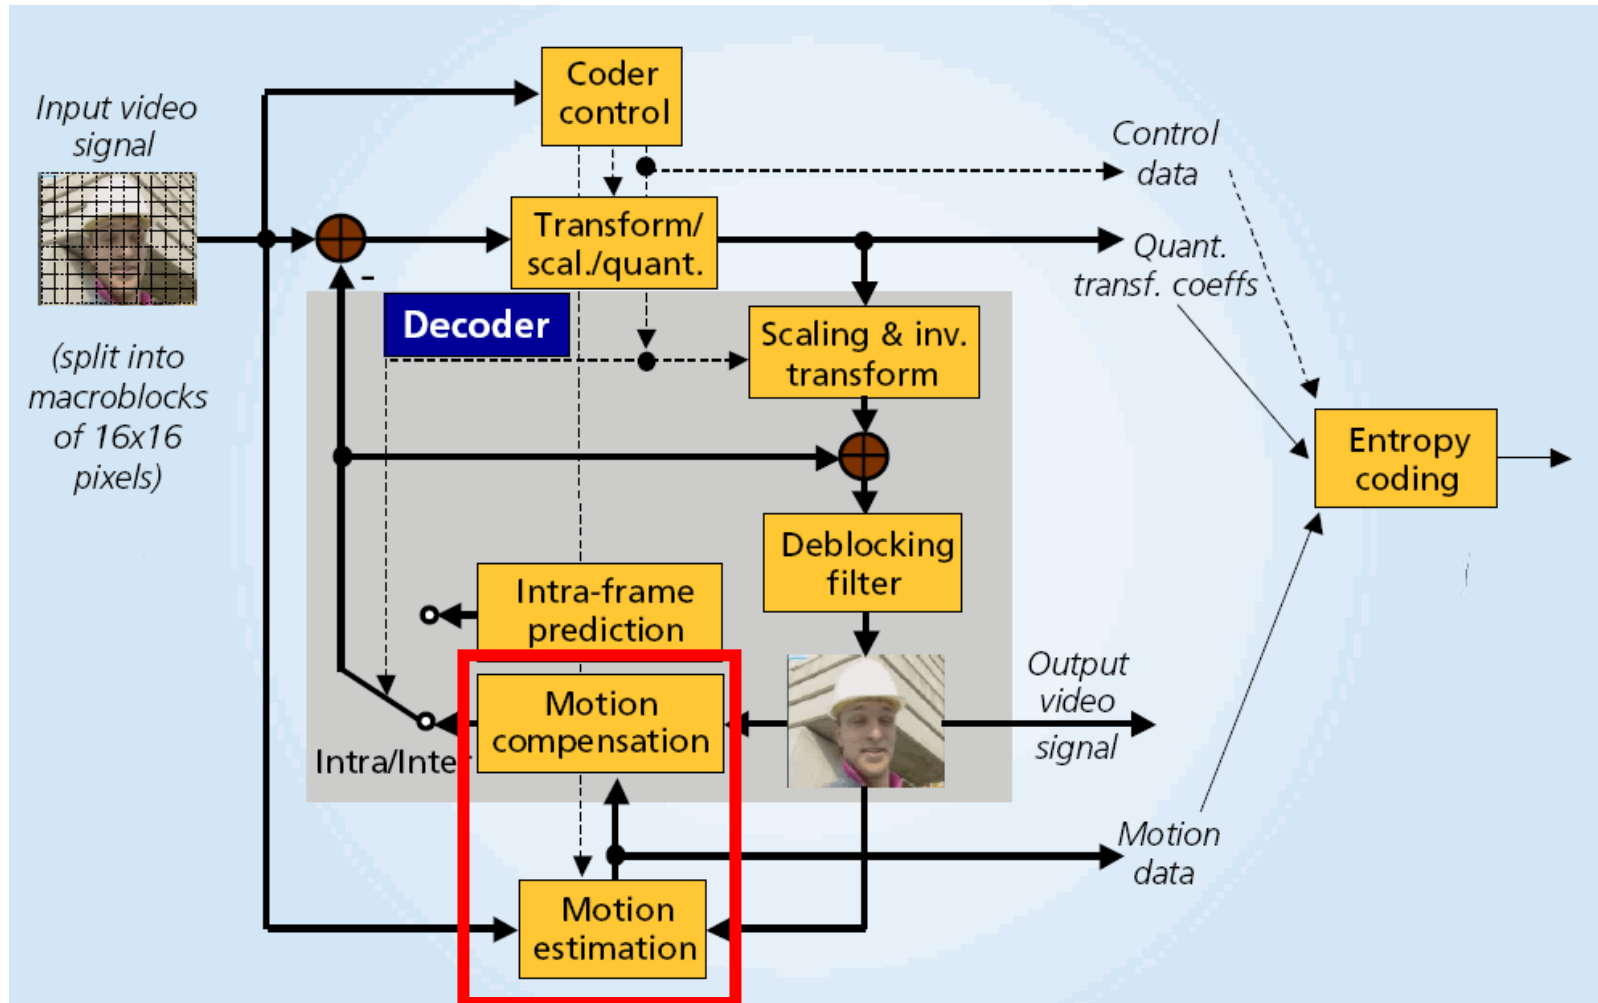 Coder
control
Input video
signal
Control
data
Transform/
scal./quant.
Quant.
transf. coeffs
-
Decoder
Scaling & inv.
transform
(split into
macroblocks
of 16x16
pixels)
Entropy
coding
Deblocking
filter
Intra-frame
prediction
Output
video
signal
Motion
compensation
Intra/Inter
Motion
data
Motion
estimation